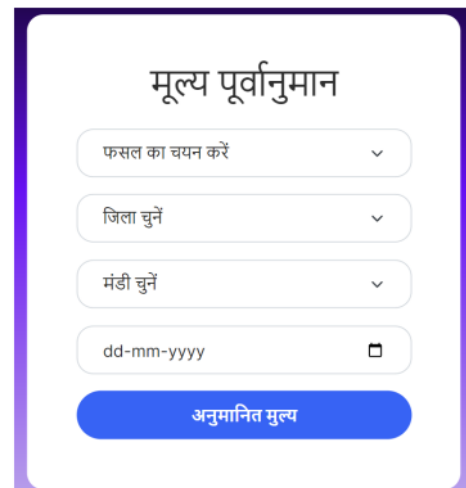 मूल्य पूर्वानुमान
फसल का चयन करें
जिला चुनें
मंडी चुनें
dd-mm-yyyy
अनुमानित मुल्य